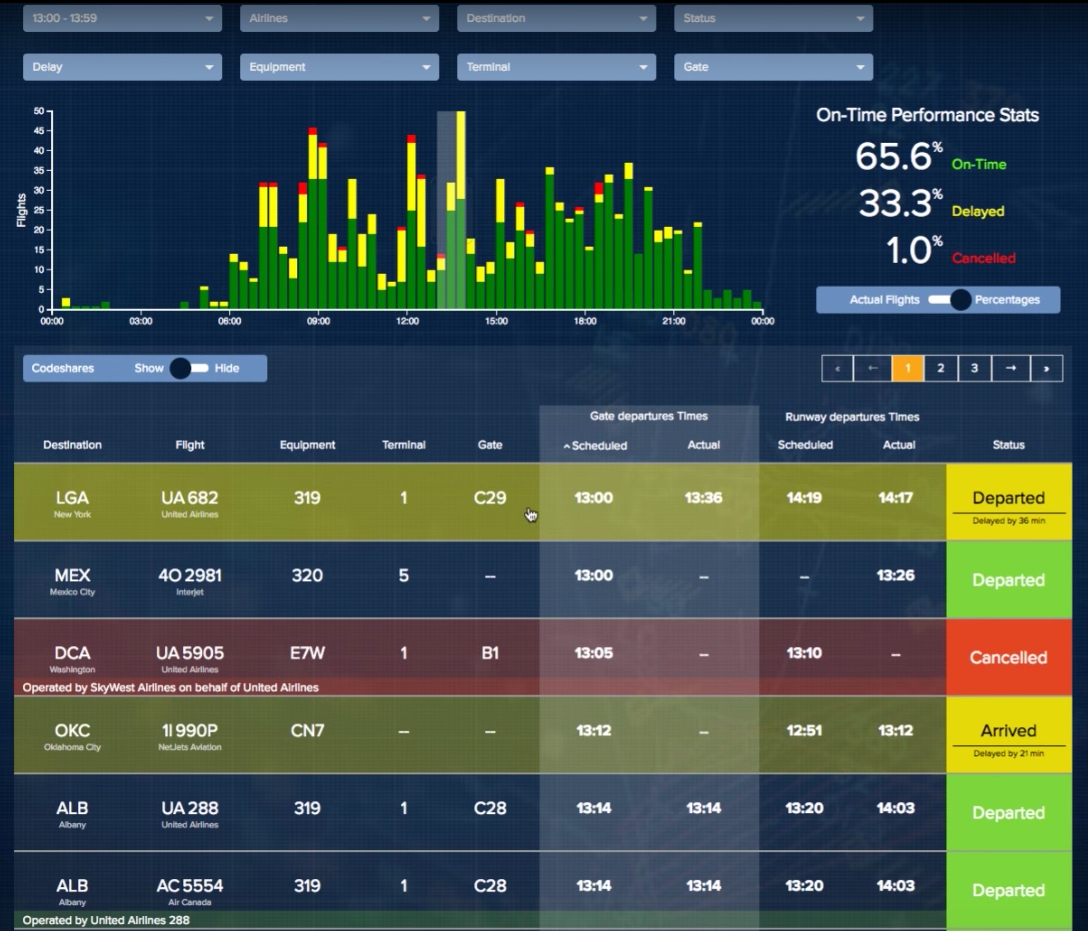 13:00 - 13:59 Airlines Destination Status
Delay Equipment Terminal Gate
On-Time Performance Stats
65.6% On-Time
33.3% Delayed
1.0% Cancelled
Actual Flights Percentages
Flights
50
45
40
35
30
25
20
15
10
5
0
00:00 03:00 06:00 09:00 12:00 15:00 18:00 21:00 00:00
Codeshares Show Hide
« ← 1 2 3 → »
Gate departures Times Runway departures Times
Destination Flight Equipment Terminal Gate Scheduled Actual Scheduled Actual Status
LGA UA 682 319 1 C29 13:00 13:36 14:19 14:17 Departed
New York United Airlines Delayed by 36 min
MEX 4O 2981 320 5 – 13:00 – – 13:26 Departed
Mexico City Interjet
DCA UA 5905 E7W 1 B1 13:05 – 13:10 – Cancelled
Washington United Airlines
Operated by SkyWest Airlines on behalf of United Airlines
OKC 1I 990P CN7 – – 13:12 – 12:51 13:12 Arrived
Oklahoma City NetJets Aviation Delayed by 21 min
ALB UA 288 319 1 C28 13:14 13:14 13:20 14:03 Departed
Albany United Airlines
ALB AC 5554 319 1 C28 13:14 13:14 13:20 14:03 Departed
Albany Air Canada
Operated by United Airlines 288